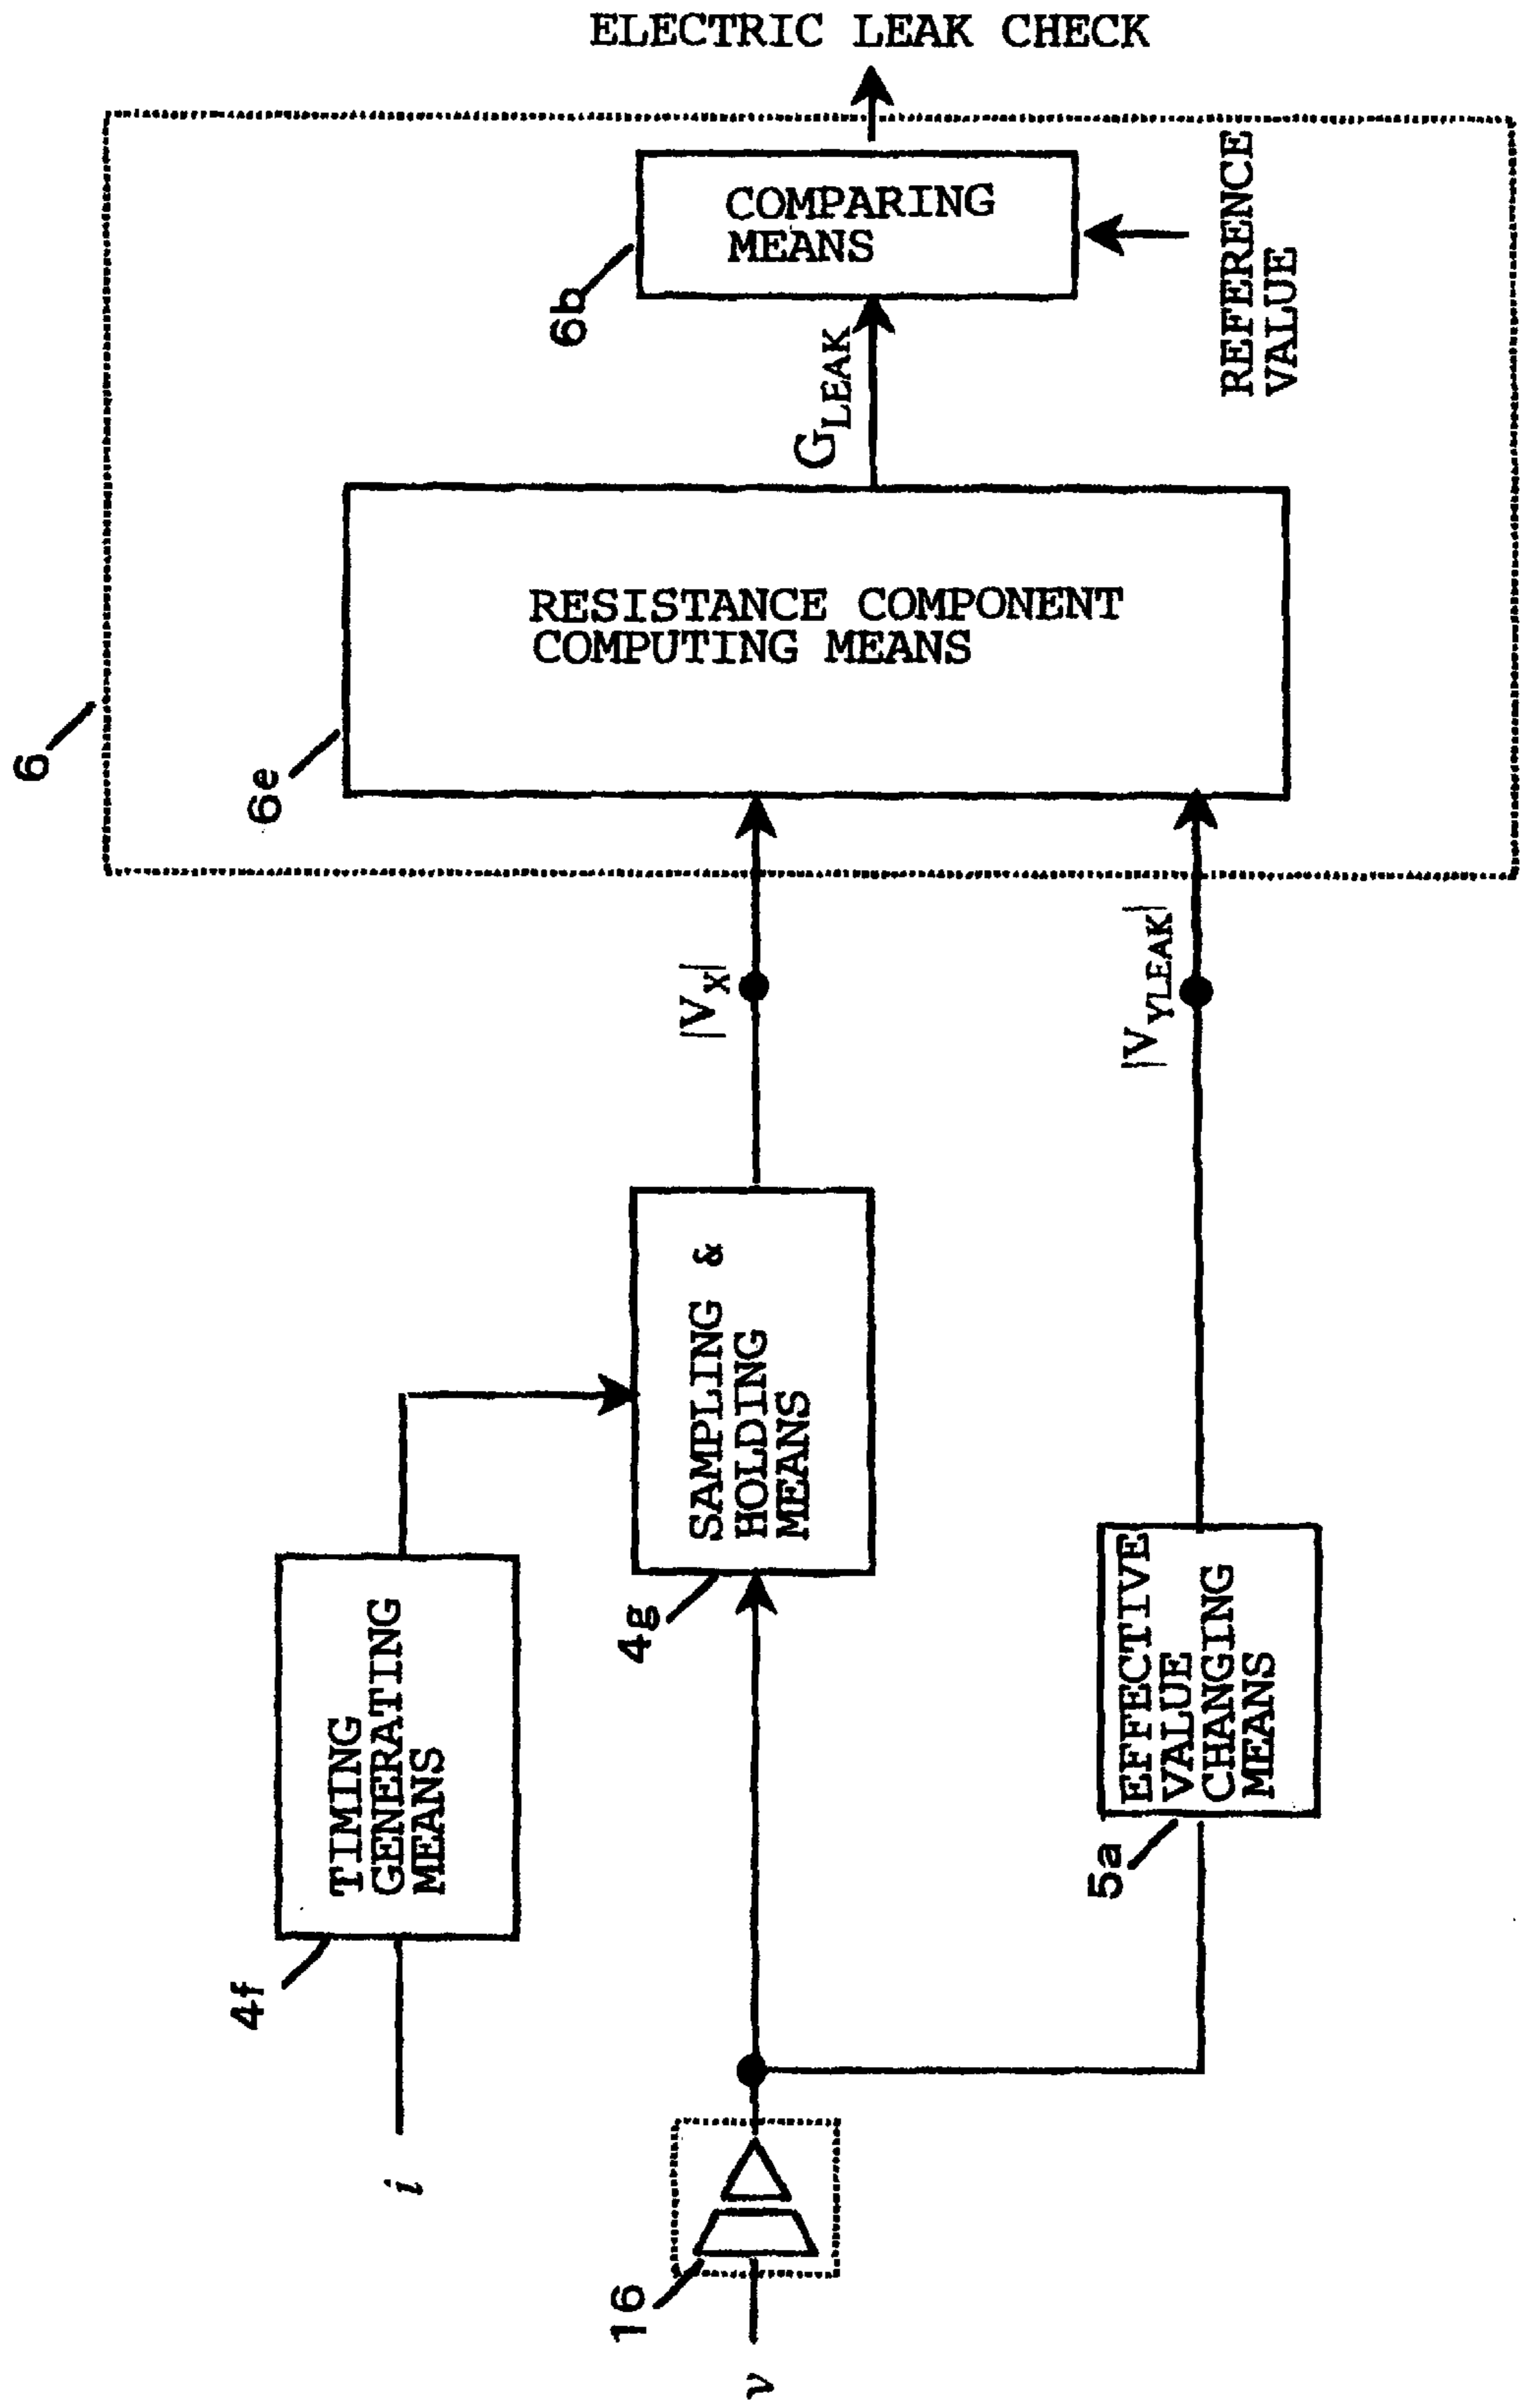 ELECTRIC LEAK CHECK
6
6b
COMPARING
MEANS
REFERENCE
VALUE
G_LEAK
6e
RESISTANCE COMPONENT
COMPUTING MEANS
|V_X|
|V_YLEAK|
SAMPLING &
HOLDING
MEANS
4g
TIMING
GENERATING
MEANS
4f
EFFECTIVE
VALUE
CHANGING
MEANS
5a
i
16
v